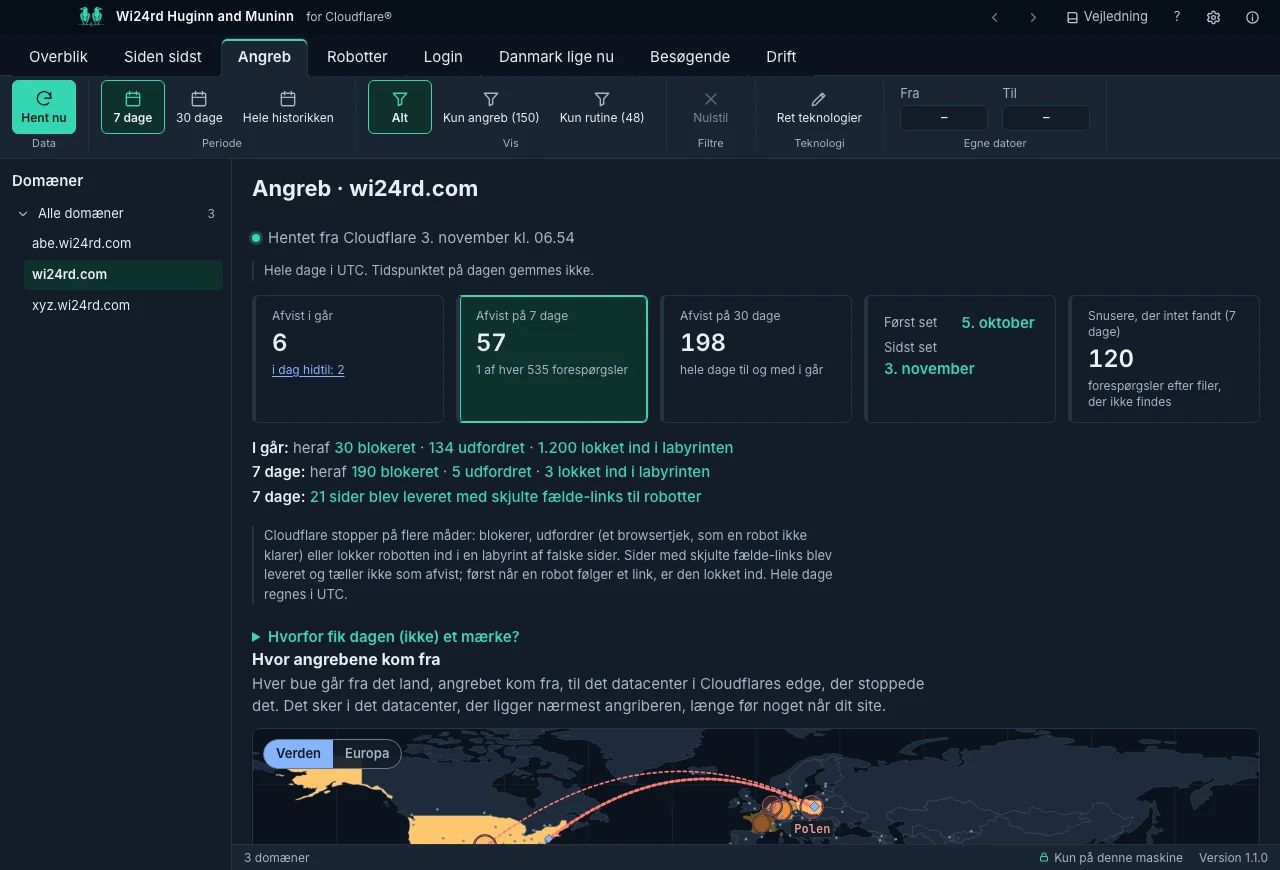 Wi24rd Huginn and Muninn for Cloudflare®
Vejledning ?
Overblik Siden sidst Angreb Robotter Login Danmark lige nu Besøgende Drift
Hent nu
Data
7 dage 30 dage Hele historikken
Periode
Alt Kun angreb (150) Kun rutine (48)
Vis
Nulstil
Filtre
Ret teknologier
Teknologi
Fra Til
– –
Egne datoer
Domæner
Alle domæner 3
abe.wi24rd.com
wi24rd.com
xyz.wi24rd.com
Angreb · wi24rd.com
Hentet fra Cloudflare 3. november kl. 06.54
Hele dage i UTC. Tidspunktet på dagen gemmes ikke.
Afvist i går
6
i dag hidtil: 2
Afvist på 7 dage
57
1 af hver 535 forespørgsler
Afvist på 30 dage
198
hele dage til og med i går
Først set 5. oktober
Sidst set
3. november
Snusere, der intet fandt (7
dage)
120
forespørgsler efter filer,
der ikke findes
I går: heraf 30 blokeret · 134 udfordret · 1.200 lokket ind i labyrinten
7 dage: heraf 190 blokeret · 5 udfordret · 3 lokket ind i labyrinten
7 dage: 21 sider blev leveret med skjulte fælde-links til robotter
Cloudflare stopper på flere måder: blokerer, udfordrer (et browsertjek, som en robot ikke
klarer) eller lokker robotten ind i en labyrint af falske sider. Sider med skjulte fælde-links blev
leveret og tæller ikke som afvist; først når en robot følger et link, er den lokket ind. Hele dage
regnes i UTC.
Hvorfor fik dagen (ikke) et mærke?
Hvor angrebene kom fra
Hver bue går fra det land, angrebet kom fra, til det datacenter i Cloudflares edge, der stoppede
det. Det sker i det datacenter, der ligger nærmest angriberen, længe før noget når dit site.
Verden Europa
Polen
3 domæner
Kun på denne maskine Version 1.1.0